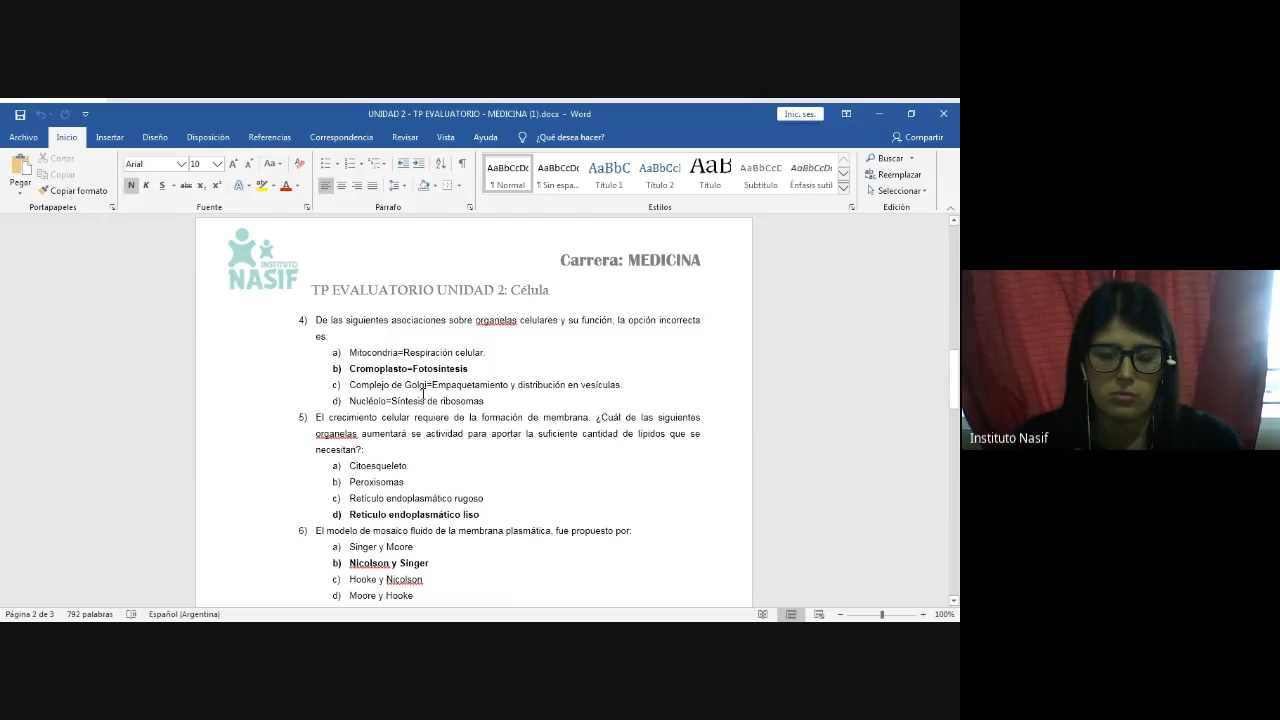 UNIDAD 2 - TP EVALUATORIO - MEDICINA (1).docx - Word
Inic. ses.
Archivo Inicio Insertar Diseño Disposición Referencias Correspondencia Revisar Vista Ayuda ¿Qué desea hacer? Compartir
Pegar
Cortar
Copiar
Copiar formato
Portapapeles
Arial 10
N K S abc x₂ x²
Fuente
Párrafo
AaBbCcDc AaBbCcDc AaBbC AaBbCcI AaB AaBbCcD AaBbCcDc
¶ Normal ¶ Sin espa... Título 1 Título 2 Título Subtítulo Énfasis sutil
Estilos
Buscar
Reemplazar
Seleccionar
Edición
INSTITUTO
NASIF
Carrera: MEDICINA
TP EVALUATORIO UNIDAD 2: Célula
4) De las siguientes asociaciones sobre organelas celulares y su función, la opción incorrecta
es:
a) Mitocondria=Respiración celular.
b) Cromoplasto=Fotosíntesis
c) Complejo de Golgi=Empaquetamiento y distribución en vesículas.
d) Nucléolo=Síntesis de ribosomas
5) El crecimiento celular requiere de la formación de membrana. ¿Cuál de las siguientes
organelas aumentará se actividad para aportar la suficiente cantidad de lípidos que se
necesitan?:
a) Citoesqueleto
b) Peroxisomas
c) Retículo endoplasmático rugoso
d) Retículo endoplasmático liso
6) El modelo de mosaico fluido de la membrana plasmática, fue propuesto por:
a) Singer y Moore
b) Nicolson y Singer
c) Hooke y Nicolson
d) Moore y Hooke
Página 2 de 3 792 palabras Español (Argentina) 100%
Instituto Nasif